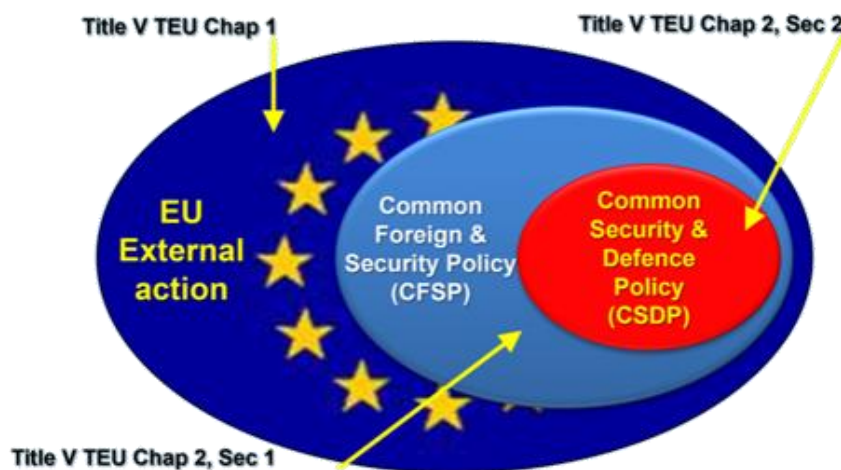 Title V TEU Chap 1
Title V TEU Chap 2, Sec 2
EU
External
action
Common
Foreign &
Security Policy
(CFSP)
Common
Security &
Defence
Policy
(CSDP)
Title V TEU Chap 2, Sec 1